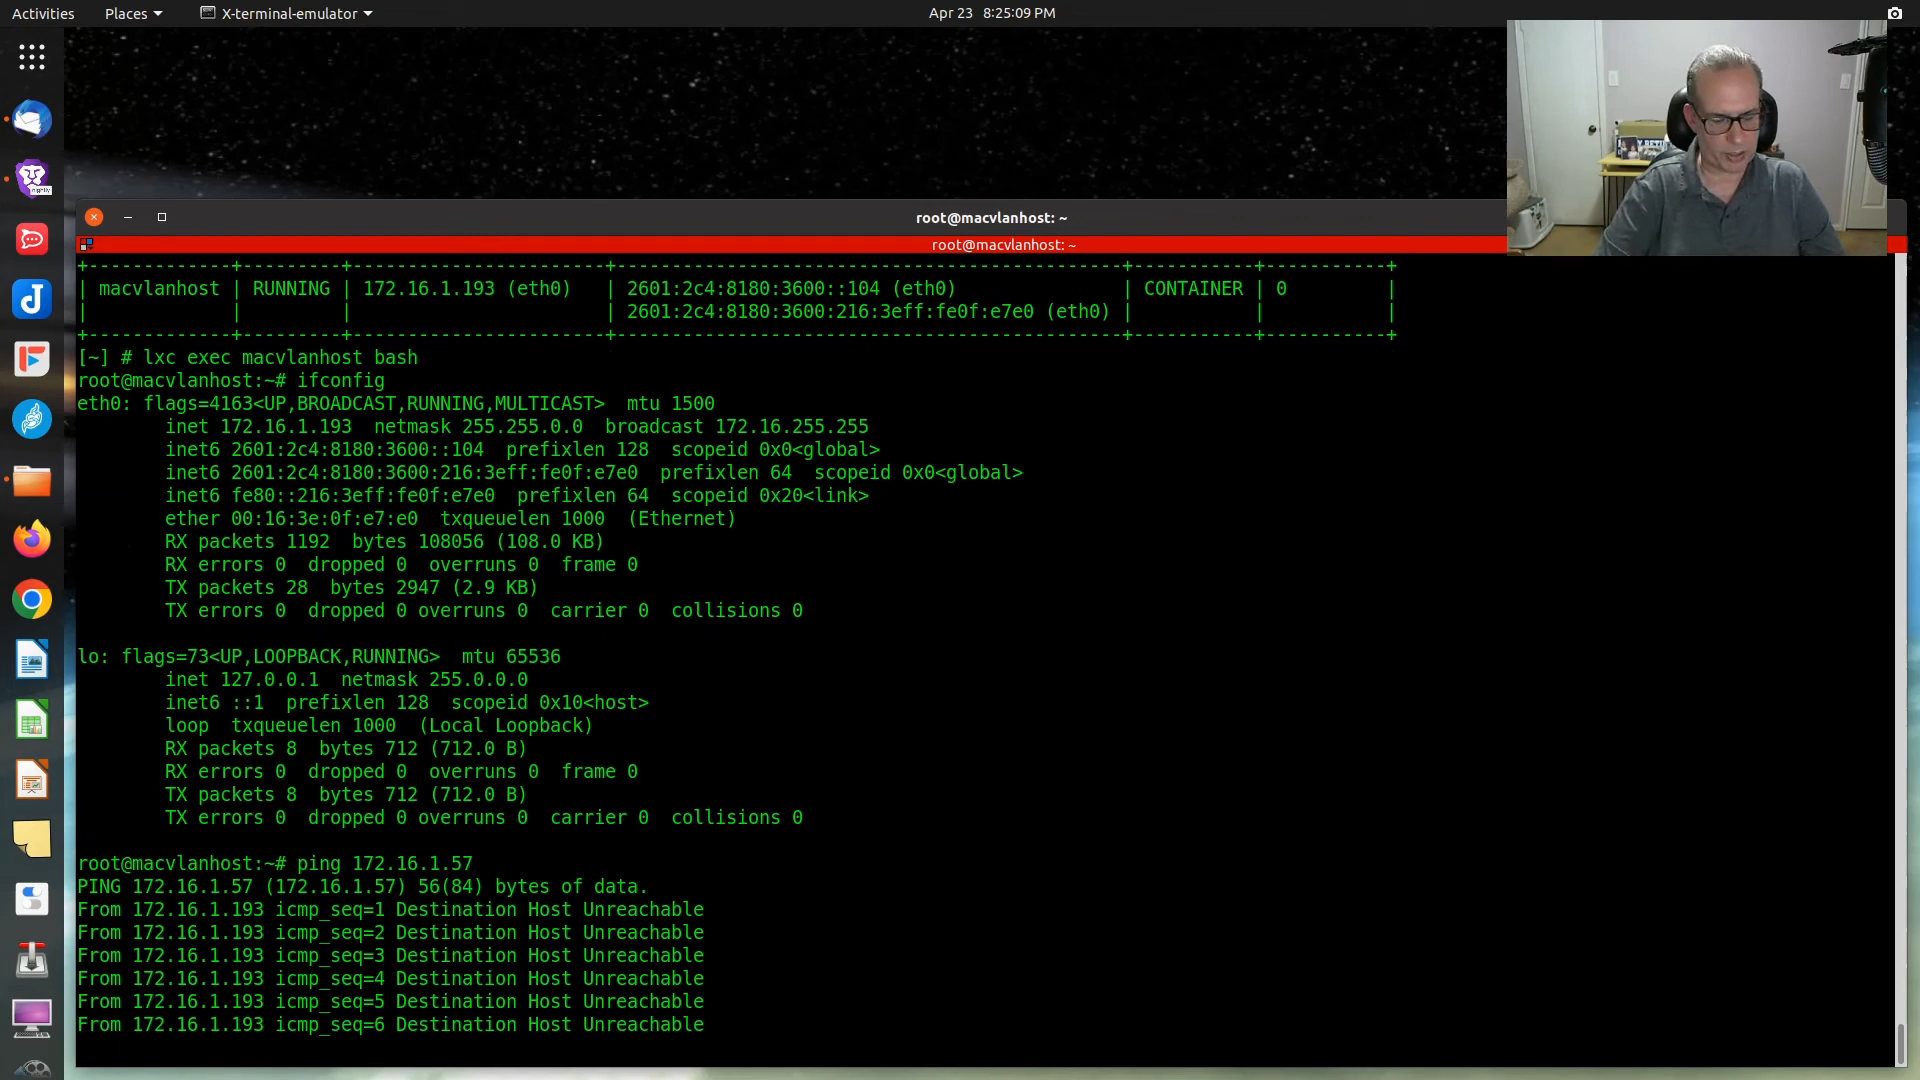 Activities Places X-terminal-emulator Apr 23 8:25:09 PM
root@macvlanhost: ~
root@macvlanhost: ~
+-------------+---------+-----------------------+-----------------------------------------------+-----------+-----------+
| macvlanhost | RUNNING | 172.16.1.193 (eth0)   | 2601:2c4:8180:3600::104 (eth0)                | CONTAINER | 0         |
|             |         |                       | 2601:2c4:8180:3600:216:3eff:fe0f:e7e0 (eth0) |           |           |
+-------------+---------+-----------------------+-----------------------------------------------+-----------+-----------+
[~] # lxc exec macvlanhost bash
root@macvlanhost:~# ifconfig
eth0: flags=4163<UP,BROADCAST,RUNNING,MULTICAST>  mtu 1500
        inet 172.16.1.193  netmask 255.255.0.0  broadcast 172.16.255.255
        inet6 2601:2c4:8180:3600::104  prefixlen 128  scopeid 0x0<global>
        inet6 2601:2c4:8180:3600:216:3eff:fe0f:e7e0  prefixlen 64  scopeid 0x0<global>
        inet6 fe80::216:3eff:fe0f:e7e0  prefixlen 64  scopeid 0x20<link>
        ether 00:16:3e:0f:e7:e0  txqueuelen 1000  (Ethernet)
        RX packets 1192  bytes 108056 (108.0 KB)
        RX errors 0  dropped 0  overruns 0  frame 0
        TX packets 28  bytes 2947 (2.9 KB)
        TX errors 0  dropped 0 overruns 0  carrier 0  collisions 0
lo: flags=73<UP,LOOPBACK,RUNNING>  mtu 65536
        inet 127.0.0.1  netmask 255.0.0.0
        inet6 ::1  prefixlen 128  scopeid 0x10<host>
        loop  txqueuelen 1000  (Local Loopback)
        RX packets 8  bytes 712 (712.0 B)
        RX errors 0  dropped 0  overruns 0  frame 0
        TX packets 8  bytes 712 (712.0 B)
        TX errors 0  dropped 0 overruns 0  carrier 0  collisions 0
root@macvlanhost:~# ping 172.16.1.57
PING 172.16.1.57 (172.16.1.57) 56(84) bytes of data.
From 172.16.1.193 icmp_seq=1 Destination Host Unreachable
From 172.16.1.193 icmp_seq=2 Destination Host Unreachable
From 172.16.1.193 icmp_seq=3 Destination Host Unreachable
From 172.16.1.193 icmp_seq=4 Destination Host Unreachable
From 172.16.1.193 icmp_seq=5 Destination Host Unreachable
From 172.16.1.193 icmp_seq=6 Destination Host Unreachable